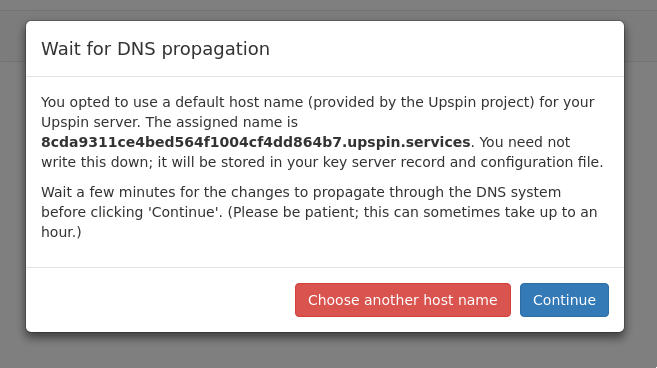 Wait for DNS propagation
You opted to use a default host name (provided by the Upspin project) for your
Upspin server. The assigned name is
8cda9311ce4bed564f1004cf4dd864b7.upspin.services. You need not
write this down; it will be stored in your key server record and configuration file.
Wait a few minutes for the changes to propagate through the DNS system
before clicking 'Continue'. (Please be patient; this can sometimes take up to an
hour.)
Choose another host name
Continue